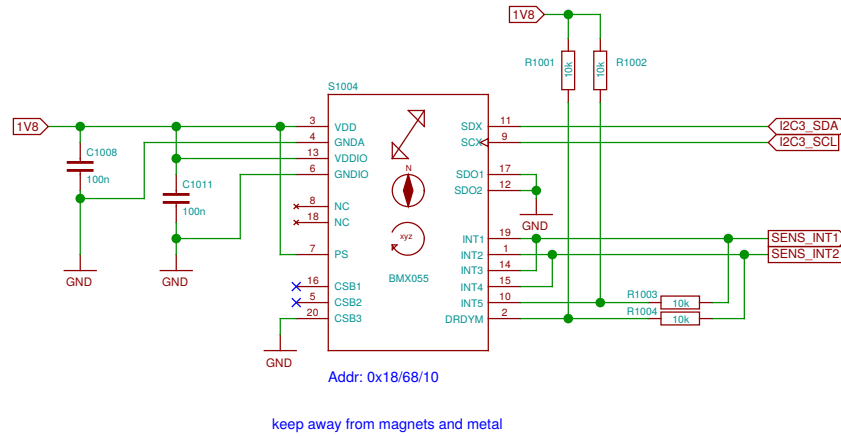 1V8
R1001
10k
10k
R1002
S1004
1V8
3
VDD
4
GNDA
13
VDDIO
6
GNDIO
8
NC
18
NC
7
PS
16
CSB1
5
CSB2
20
CSB3
C1008
100n
C1011
100n
GND
GND
GND
N
xyz
BMX055
SDX
11
I2C3_SDA
SCX
9
I2C3_SCL
SDO1
17
SDO2
12
GND
INT1
19
SENS_INT1
INT2
1
SENS_INT2
INT3
14
INT4
15
INT5
10
R1003
10k
DRDYM
2
R1004
10k
Addr: 0x18/68/10
keep away from magnets and metal